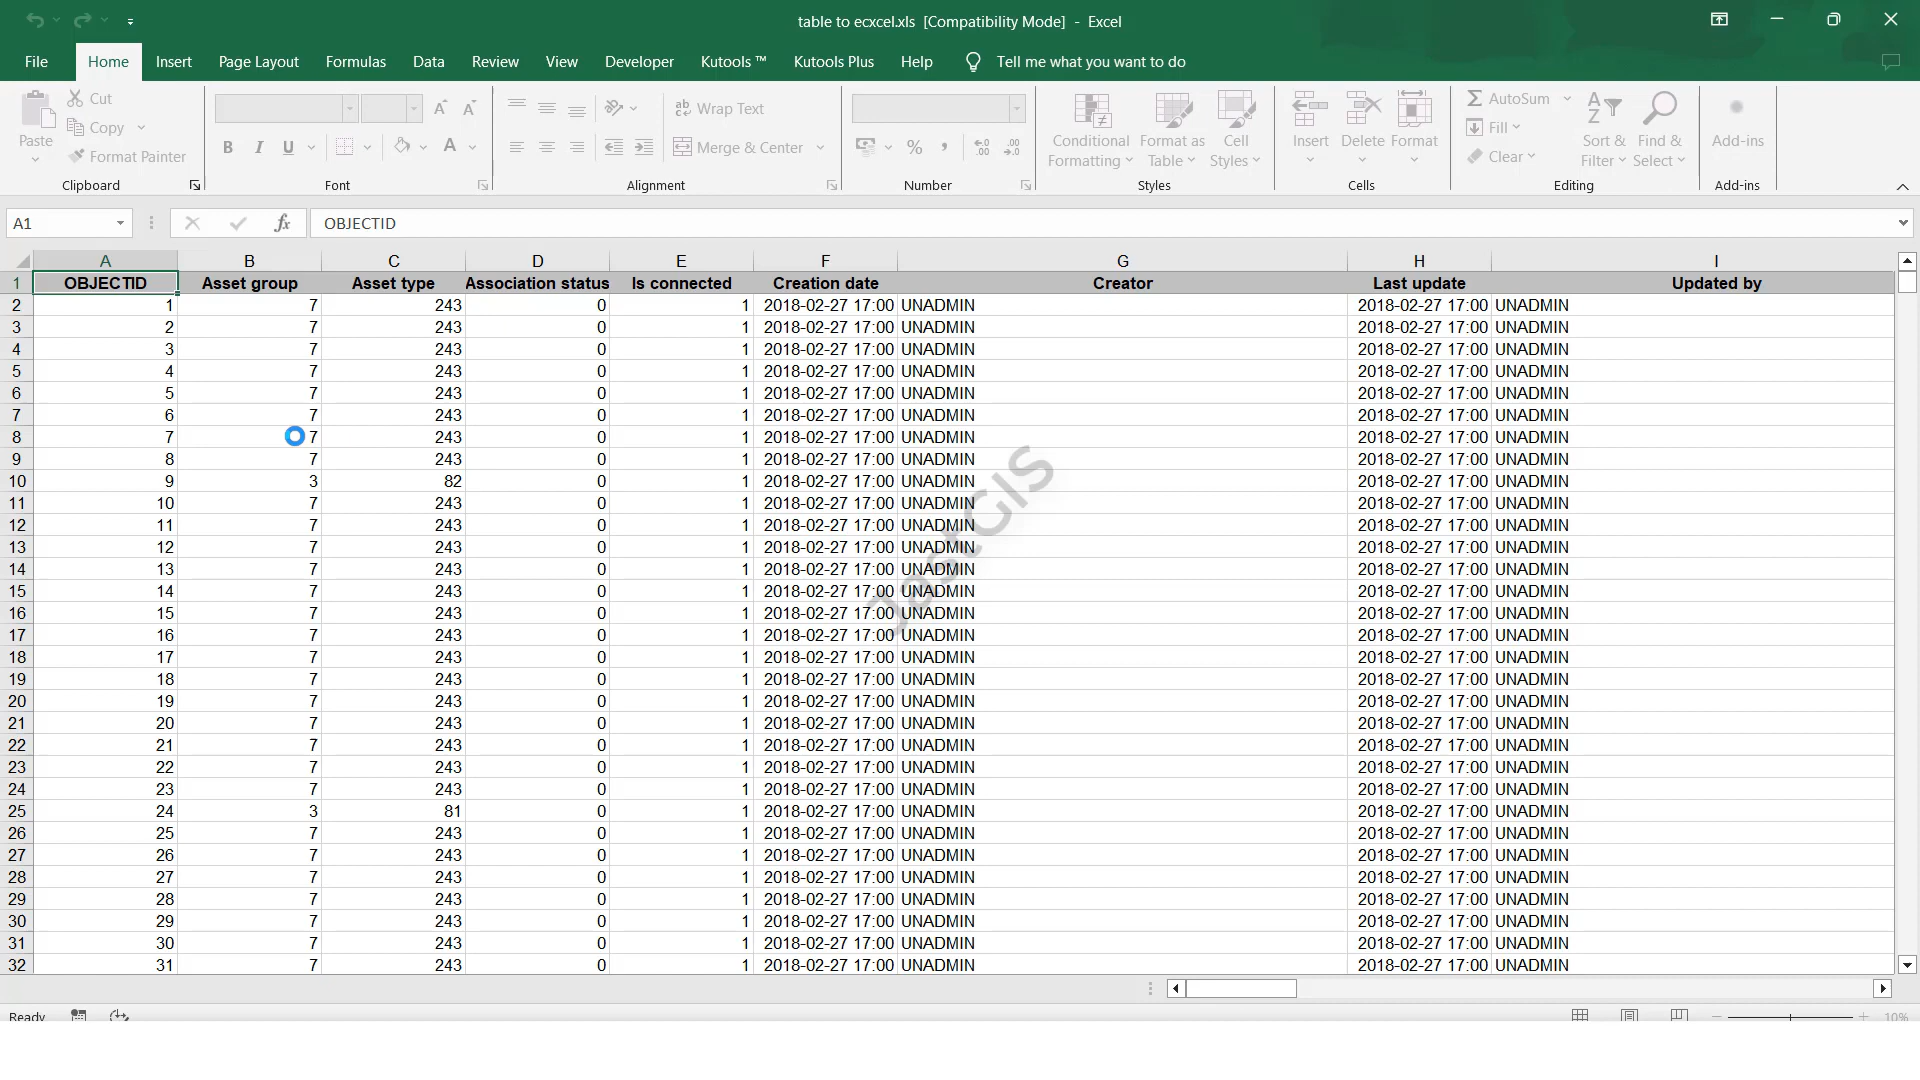 table to ecxcel.xls [Compatibility Mode] - Excel
File Home Insert Page Layout Formulas Data Review View Developer Kutools ™ Kutools Plus Help Tell me what you want to do
Paste Cut Copy Format Painter Clipboard
B I U A Font
Wrap Text Merge & Center Alignment
% Number
Conditional Formatting Format as Table Cell Styles Styles
Insert Delete Format Cells
AutoSum Fill Clear Sort & Filter Find & Select Editing
Add-ins Add-ins
A1 fx OBJECTID
A B C D E F G H I
1 OBJECTID Asset group Asset type Association status Is connected Creation date Creator Last update Updated by
2 1 7 243 0 1 2018-02-27 17:00 UNADMIN 2018-02-27 17:00 UNADMIN
3 2 7 243 0 1 2018-02-27 17:00 UNADMIN 2018-02-27 17:00 UNADMIN
4 3 7 243 0 1 2018-02-27 17:00 UNADMIN 2018-02-27 17:00 UNADMIN
5 4 7 243 0 1 2018-02-27 17:00 UNADMIN 2018-02-27 17:00 UNADMIN
6 5 7 243 0 1 2018-02-27 17:00 UNADMIN 2018-02-27 17:00 UNADMIN
7 6 7 243 0 1 2018-02-27 17:00 UNADMIN 2018-02-27 17:00 UNADMIN
8 7 7 243 0 1 2018-02-27 17:00 UNADMIN 2018-02-27 17:00 UNADMIN
9 8 7 243 0 1 2018-02-27 17:00 UNADMIN 2018-02-27 17:00 UNADMIN
10 9 3 82 0 1 2018-02-27 17:00 UNADMIN 2018-02-27 17:00 UNADMIN
11 10 7 243 0 1 2018-02-27 17:00 UNADMIN 2018-02-27 17:00 UNADMIN
12 11 7 243 0 1 2018-02-27 17:00 UNADMIN 2018-02-27 17:00 UNADMIN
13 12 7 243 0 1 2018-02-27 17:00 UNADMIN 2018-02-27 17:00 UNADMIN
14 13 7 243 0 1 2018-02-27 17:00 UNADMIN 2018-02-27 17:00 UNADMIN
15 14 7 243 0 1 2018-02-27 17:00 UNADMIN 2018-02-27 17:00 UNADMIN
16 15 7 243 0 1 2018-02-27 17:00 UNADMIN 2018-02-27 17:00 UNADMIN
17 16 7 243 0 1 2018-02-27 17:00 UNADMIN 2018-02-27 17:00 UNADMIN
18 17 7 243 0 1 2018-02-27 17:00 UNADMIN 2018-02-27 17:00 UNADMIN
19 18 7 243 0 1 2018-02-27 17:00 UNADMIN 2018-02-27 17:00 UNADMIN
20 19 7 243 0 1 2018-02-27 17:00 UNADMIN 2018-02-27 17:00 UNADMIN
21 20 7 243 0 1 2018-02-27 17:00 UNADMIN 2018-02-27 17:00 UNADMIN
22 21 7 243 0 1 2018-02-27 17:00 UNADMIN 2018-02-27 17:00 UNADMIN
23 22 7 243 0 1 2018-02-27 17:00 UNADMIN 2018-02-27 17:00 UNADMIN
24 23 7 243 0 1 2018-02-27 17:00 UNADMIN 2018-02-27 17:00 UNADMIN
25 24 3 81 0 1 2018-02-27 17:00 UNADMIN 2018-02-27 17:00 UNADMIN
26 25 7 243 0 1 2018-02-27 17:00 UNADMIN 2018-02-27 17:00 UNADMIN
27 26 7 243 0 1 2018-02-27 17:00 UNADMIN 2018-02-27 17:00 UNADMIN
28 27 7 243 0 1 2018-02-27 17:00 UNADMIN 2018-02-27 17:00 UNADMIN
29 28 7 243 0 1 2018-02-27 17:00 UNADMIN 2018-02-27 17:00 UNADMIN
30 29 7 243 0 1 2018-02-27 17:00 UNADMIN 2018-02-27 17:00 UNADMIN
31 30 7 243 0 1 2018-02-27 17:00 UNADMIN 2018-02-27 17:00 UNADMIN
32 31 7 243 0 1 2018-02-27 17:00 UNADMIN 2018-02-27 17:00 UNADMIN
JastGIS
Ready 10%